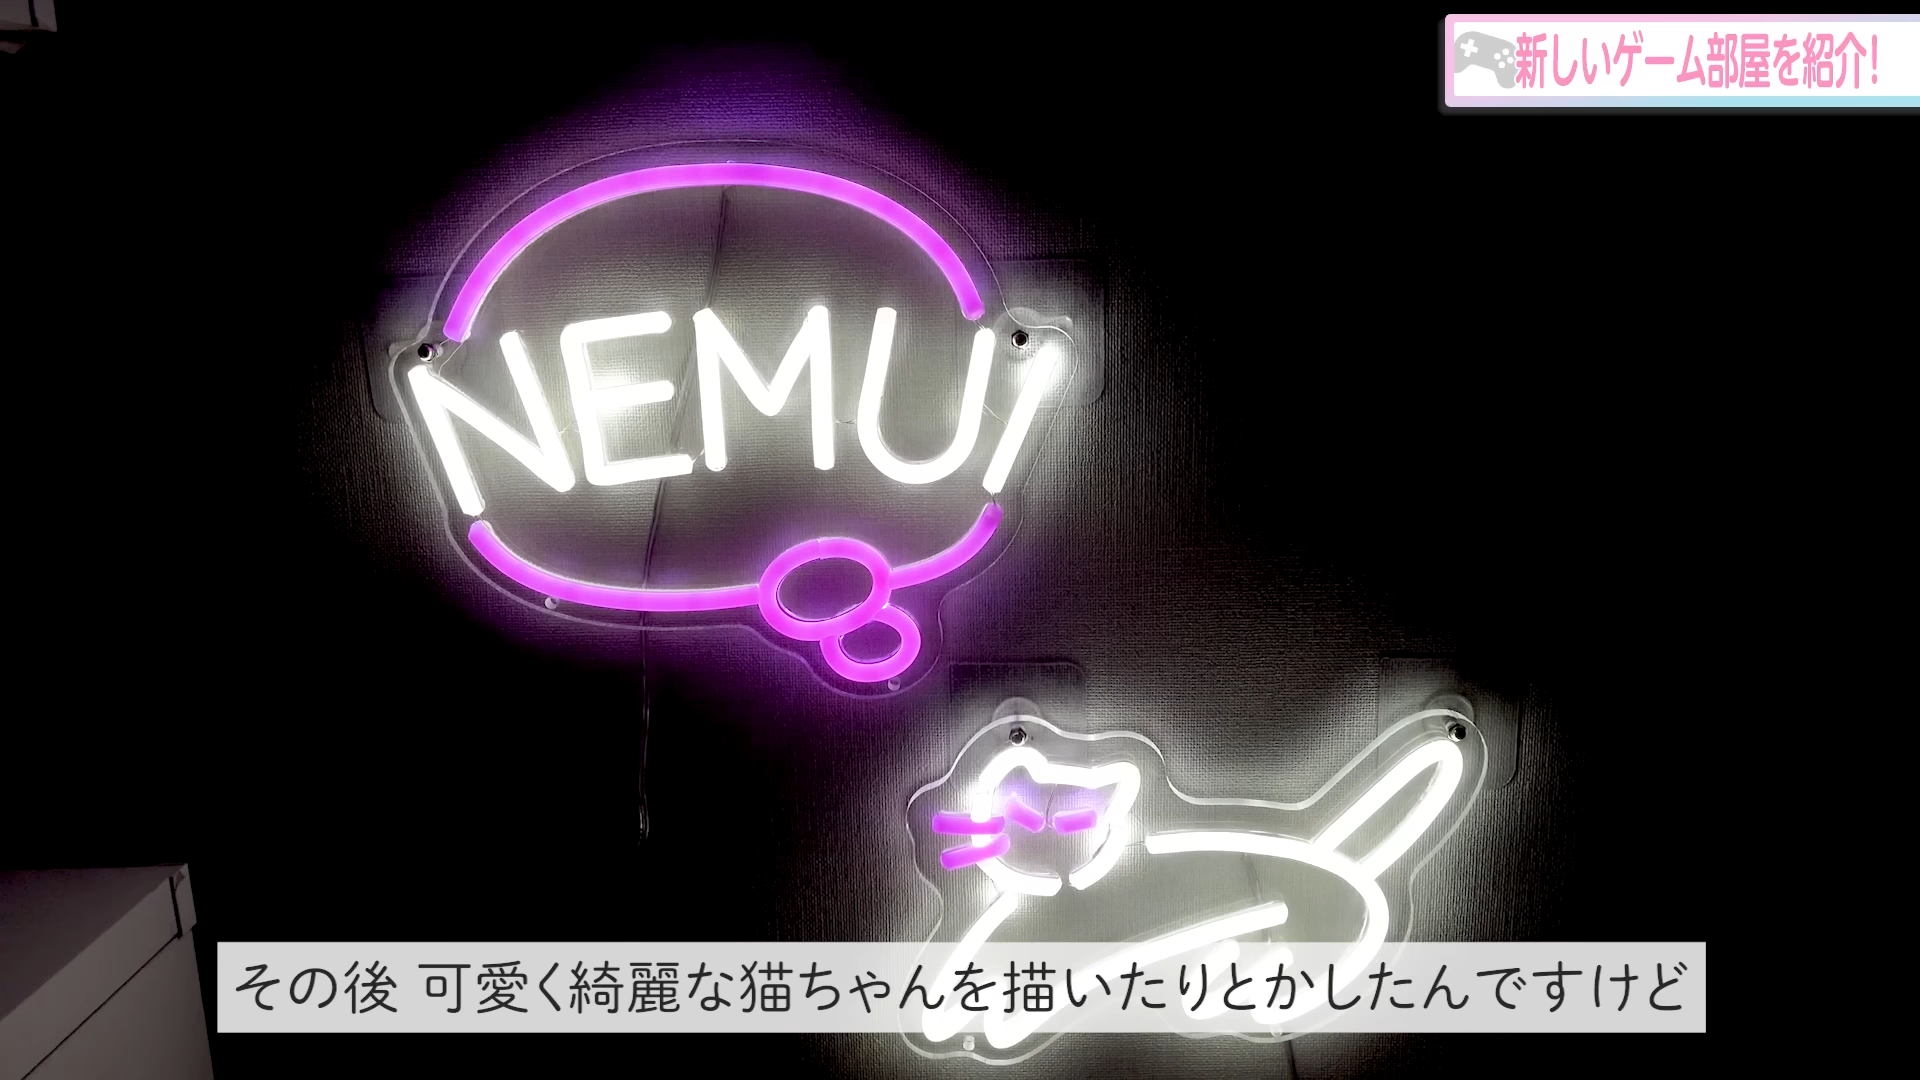 新しいゲーム部屋を紹介!
NEMUI
その後 可愛く綺麗な猫ちゃんを描いたりとかしたんですけど